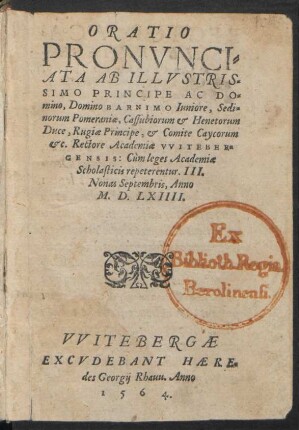 ORATIO
PRONVNCI-
ATA AB ILLVSTRIS-
SIMO PRINCIPE AC DO-
mino, Domino BARNIMO Iuniore, Sedi-
norum Pomeraniæ, Cassubiorum & Henetorum
Duce, Rugiæ Principe, & Comite Caycorum
&c. Rectore Academiæ VVITEBER-
GENSIS: Cùm leges Academiæ
Scholasticis repeterentur. III.
Nonas Septembris, Anno
M. D. LXIIII.
Ex
Biblioth. Regia
Berolinensi.
VVITEBERGÆ
EXCVDEBANT HÆRE-
des Georgij Rhauu. Anno
1564.